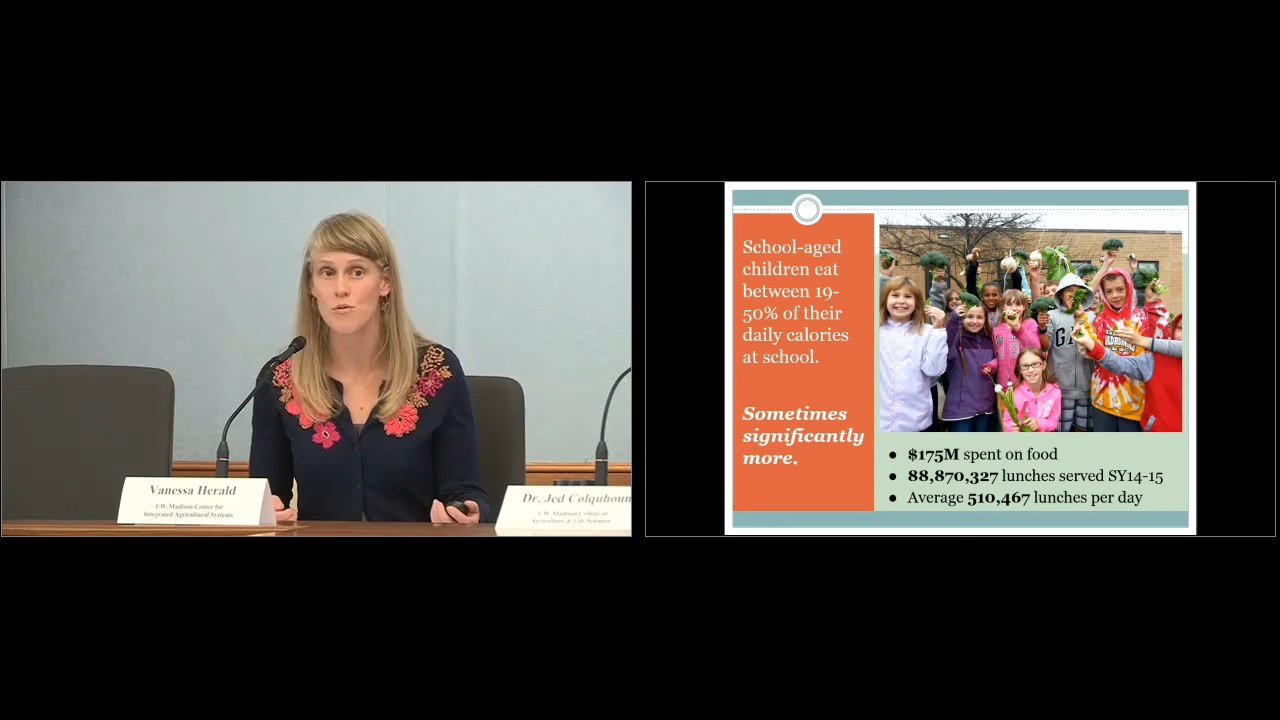 Vanessa Herald
UW-Madison Center for
Integrated Agricultural Systems
Dr. Jed Colquhoun
UW-Madison College of
Agriculture & Life Sciences
School-aged
children eat
between 19-
50% of their
daily calories
at school.
Sometimes
significantly
more.
GA
● $175M spent on food
● 88,870,327 lunches served SY14-15
● Average 510,467 lunches per day